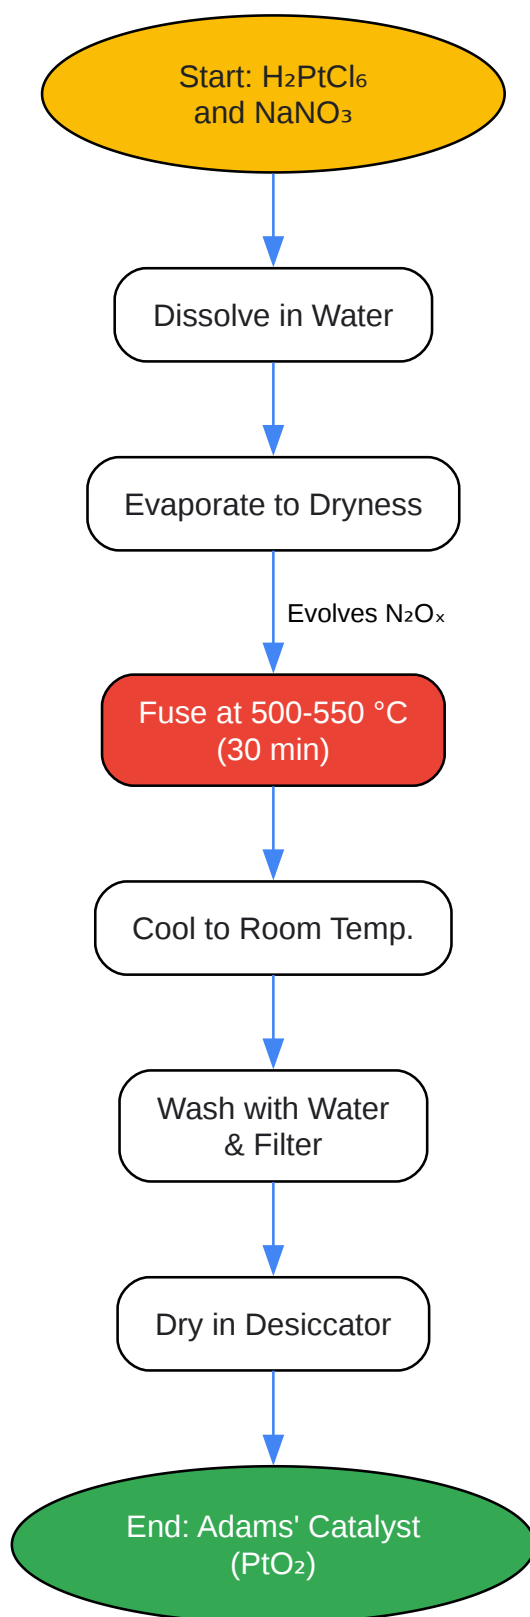 Start: H₂PtCl₆
and NaNO₃
Dissolve in Water
Evaporate to Dryness
Evolves N₂Oₓ
Fuse at 500-550 °C
(30 min)
Cool to Room Temp.
Wash with Water
& Filter
Dry in Desiccator
End: Adams' Catalyst
(PtO₂)